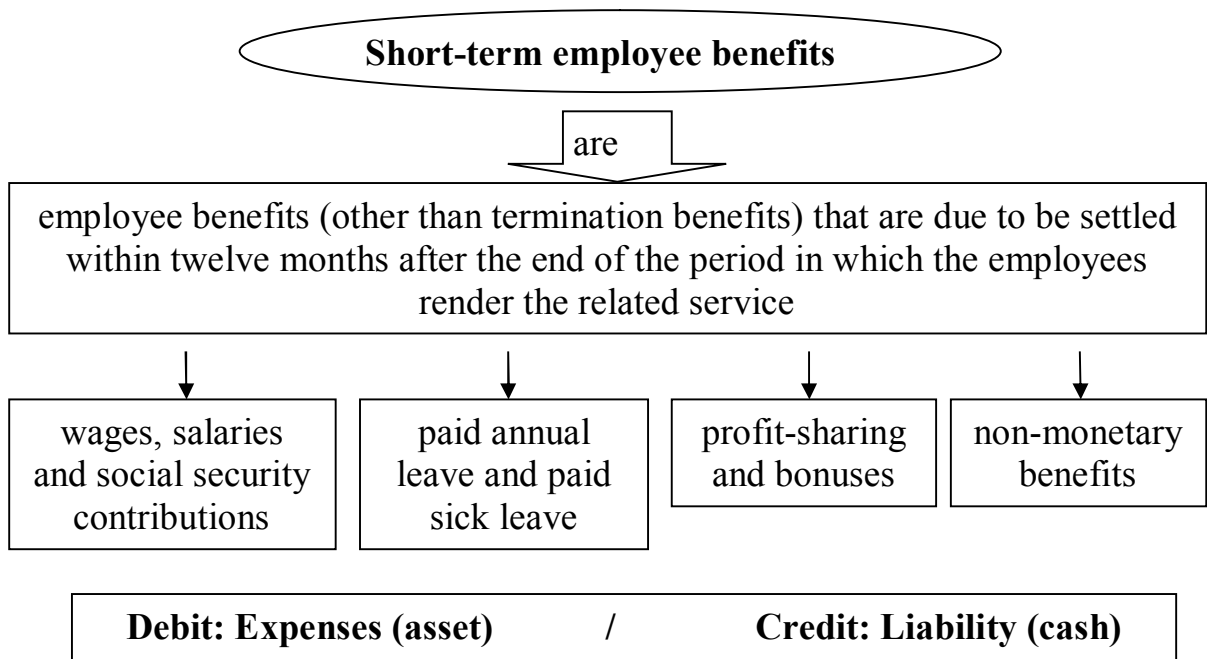 Short-term employee benefits
are
employee benefits (other than termination benefits) that are due to be settled
within twelve months after the end of the period in which the employees
render the related service
wages, salaries
and social security
contributions
paid annual
leave and paid
sick leave
profit-sharing
and bonuses
non-monetary
benefits
Debit: Expenses (asset) / Credit: Liability (cash)